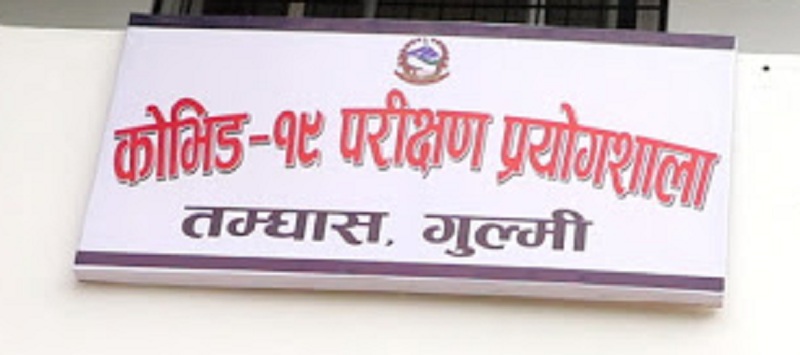 कोभिड-१९ परीक्षण प्रयोगशाला
तम्घास, गुल्मी